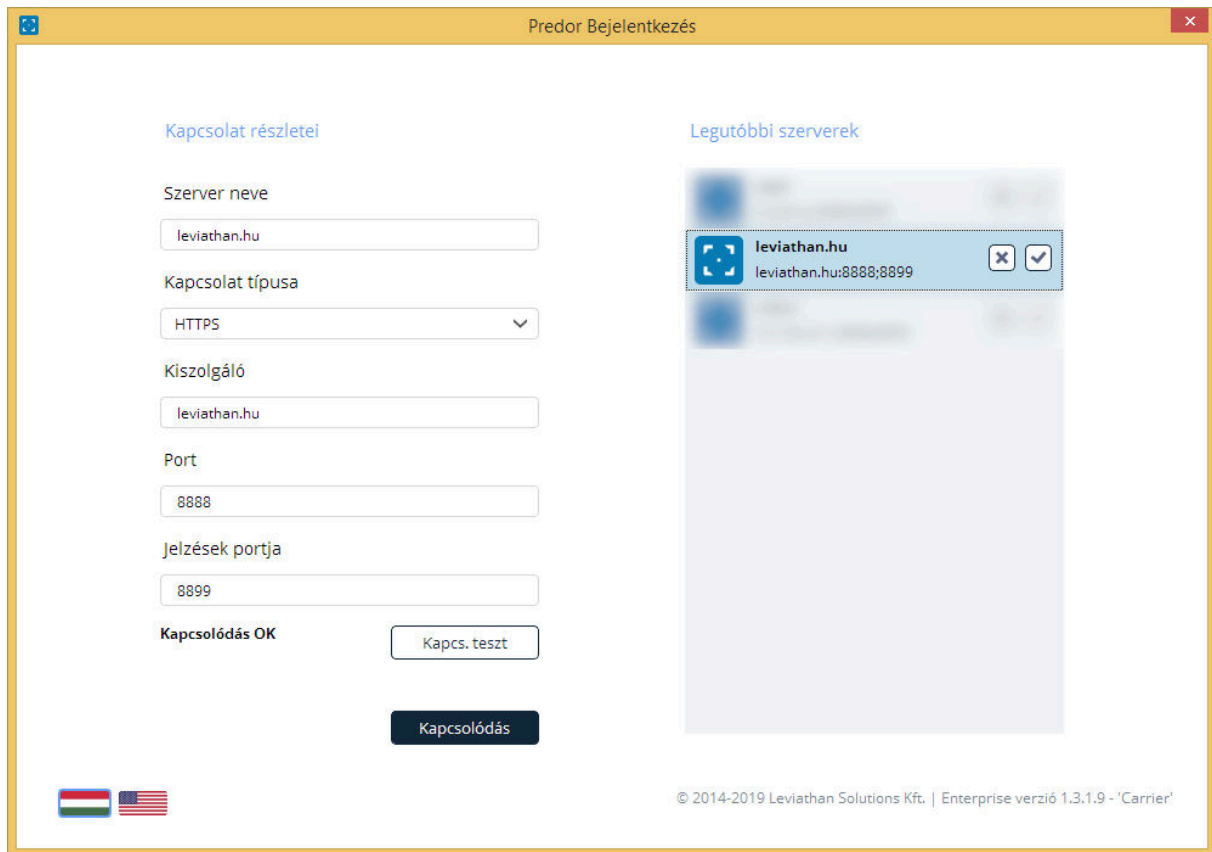 Predor Bejelentkezés
Kapcsolat részletei
Szerver neve
leviathan.hu
Kapcsolat típusa
HTTPS
Kiszolgáló
leviathan.hu
Port
8888
Jelzések portja
8899
Kapcsolódás OK
Kapcs. teszt
Kapcsolódás
Legutóbbi szerverek
leviathan.hu
leviathan.hu:8888;8899
© 2014-2019 Leviathan Solutions Kft. | Enterprise verzió 1.3.1.9 - 'Carrier'